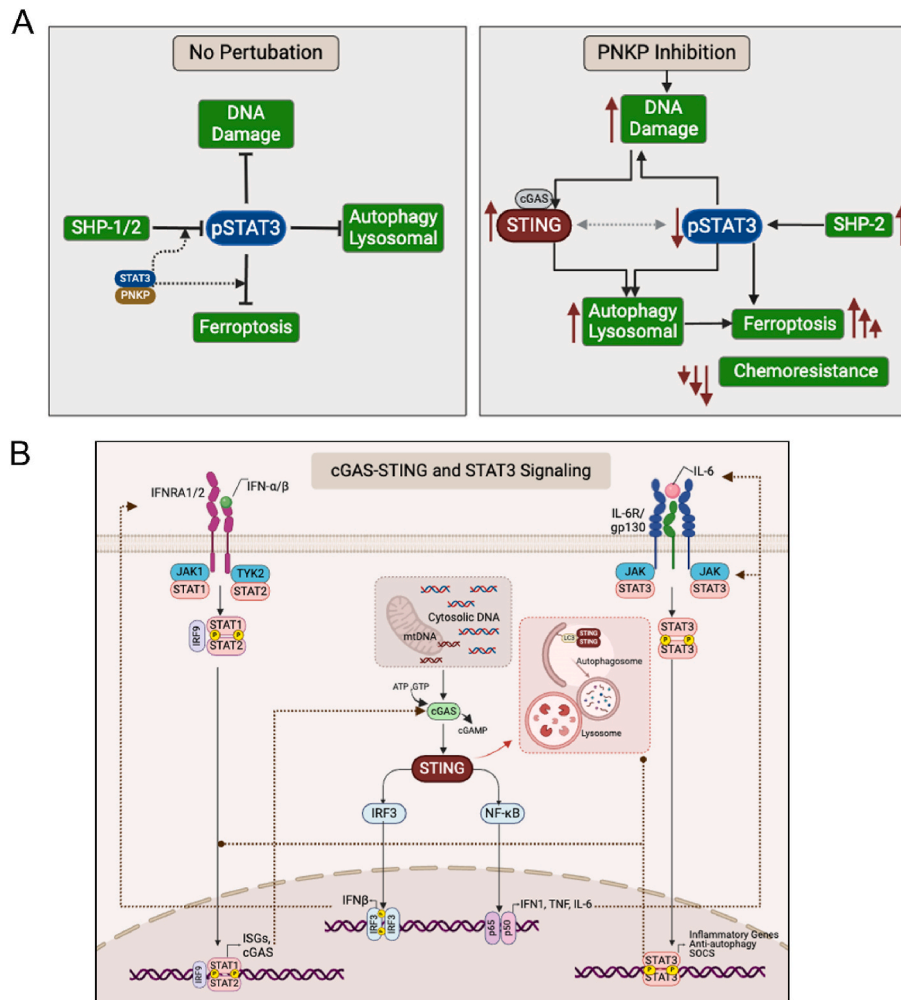 A
No Pertubation
DNA
Damage
SHP-1/2
pSTAT3
Autophagy
Lysosomal
STAT3
PNKP
Ferroptosis
PNKP Inhibition
DNA
Damage
cGAS
STING
pSTAT3
SHP-2
Autophagy
Lysosomal
Ferroptosis
Chemoresistance
B
cGAS-STING and STAT3 Signaling
IFNRA1/2
IFN-α/β
JAK1
STAT1
TYK2
STAT2
IRF9
STAT1
P
P
STAT2
IL-6
IL-6R/
gp130
JAK
STAT3
JAK
STAT3
STAT3
P
P
STAT3
Cytosolic DNA
mtDNA
ATP GTP
cGAS
cGAMP
STING
LC3
STING
STING
Autophagosome
Lysosome
IRF3
NF-κB
IFNβ
IRF3
P
P
IRF3
p65
p50
IFN1, TNF, IL-6
ISGs,
cGAS
IRF9
STAT1
P
P
STAT2
Inflammatory Genes
Anti-autophagy
SOCS
STAT3
P
P
STAT3